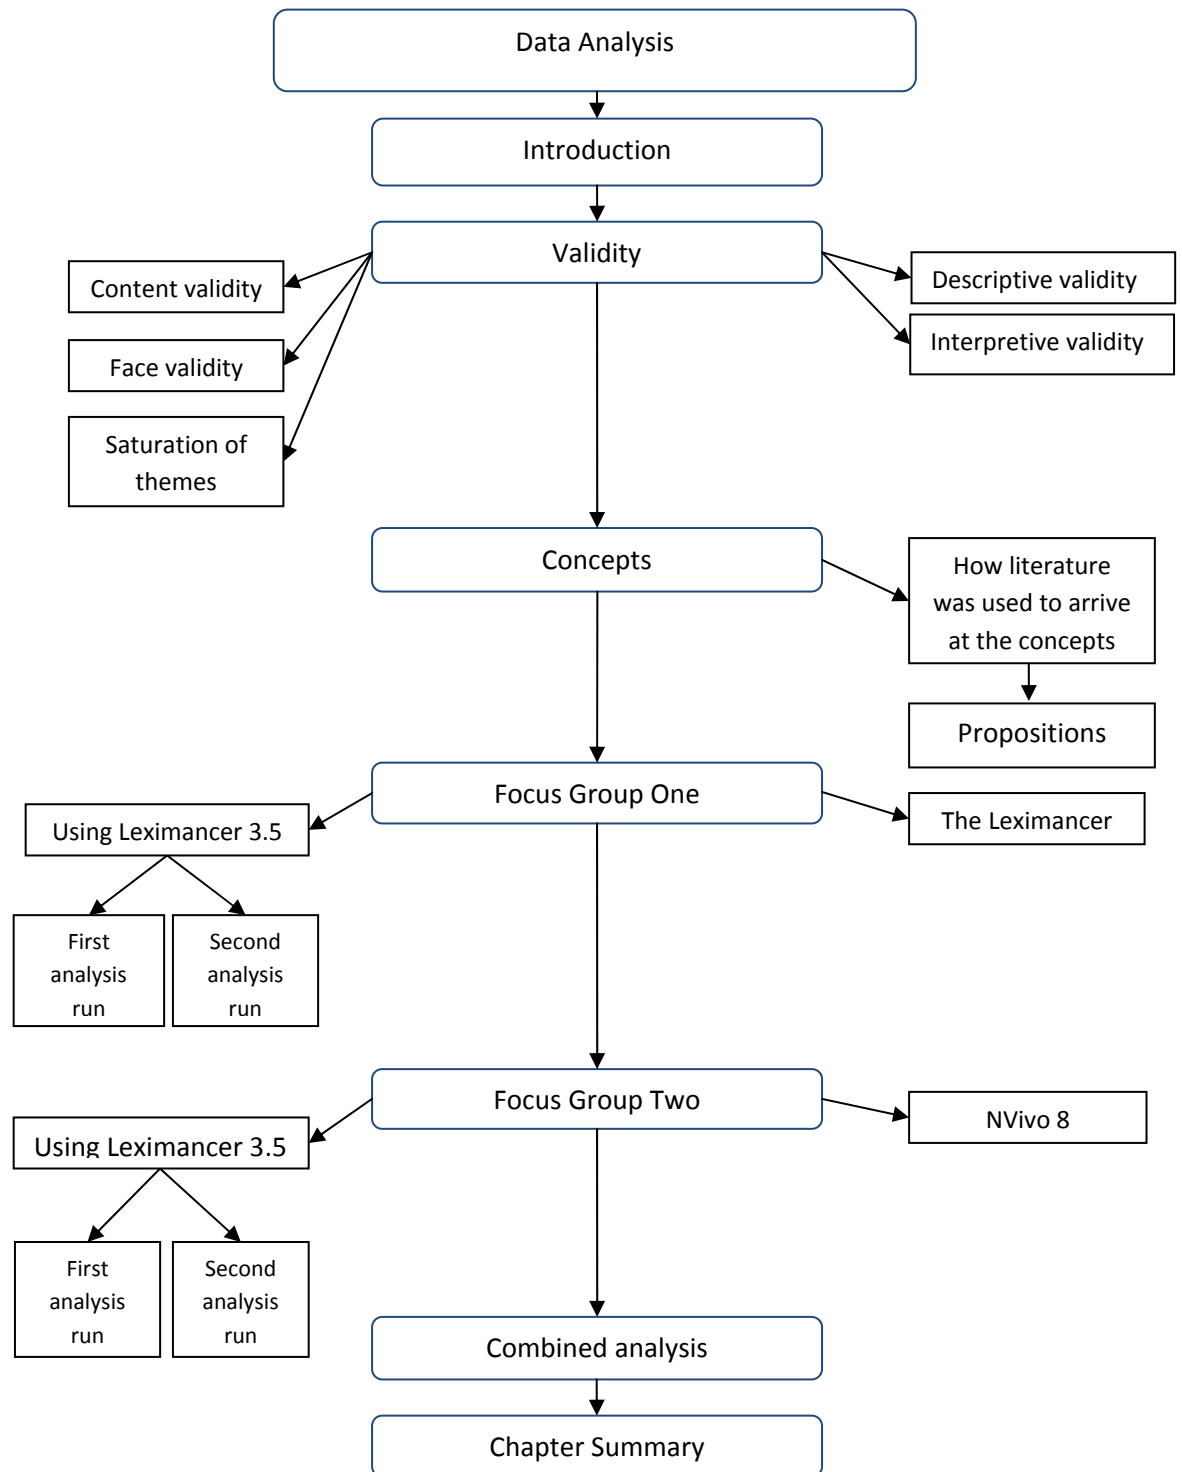 Data Analysis
Introduction
Validity
Content validity
Face validity
Saturation of
themes
Descriptive validity
Interpretive validity
Concepts
How literature
was used to arrive
at the concepts
Propositions
Focus Group One
Using Leximancer 3.5
First
analysis
run
Second
analysis
run
The Leximancer
Focus Group Two
Using Leximancer 3.5
First
analysis
run
Second
analysis
run
NVivo 8
Combined analysis
Chapter Summary